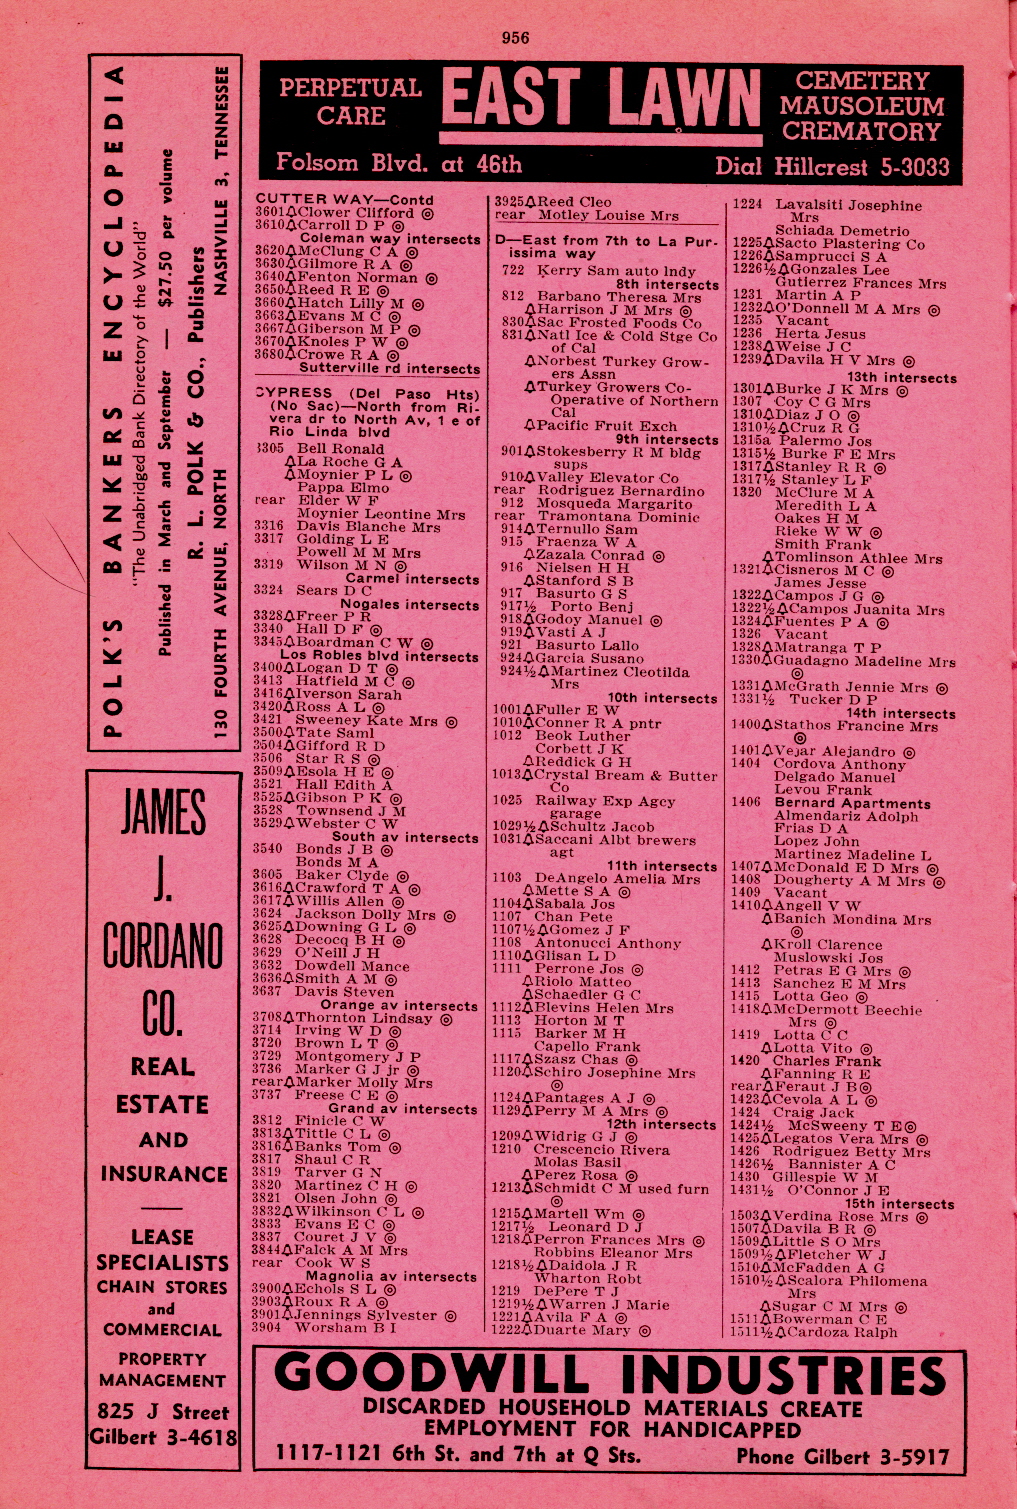 956
POLK'S BANKERS ENCYCLOPEDIA
"The Unabridged Bank Directory of the World"
Published in March and September — $27.50 per volume
R. L. POLK & CO., Publishers
130 FOURTH AVENUE, NORTH NASHVILLE 3, TENNESSEE
JAMES
J.
CORDANO
CO.
REAL
ESTATE
AND
INSURANCE
LEASE
SPECIALISTS
CHAIN STORES
and
COMMERCIAL
PROPERTY
MANAGEMENT
825 J Street
Gilbert 3-4618
PERPETUAL
CARE
EAST LAWN
CEMETERY
MAUSOLEUM
CREMATORY
Folsom Blvd. at 46th Dial Hillcrest 5-3033
CUTTER WAY—Contd
3601△Clower Clifford ◎
3610△Carroll D P ◎
Coleman way intersects
3620△McClung C A ◎
3630△Gilmore R A ◎
3640△Fenton Norman ◎
3650△Reed R E ◎
3660△Hatch Lilly M ◎
3663△Evans M C ◎
3667△Giberson M P ◎
3670△Knoles P W ◎
3680△Crowe R A ◎
Sutterville rd intersects
CYPRESS (Del Paso Hts)
(No Sac)—North from Ri-
vera dr to North Av, 1 e of
Rio Linda blvd
3305 Bell Ronald
△La Roche G A
△Moynier P L ◎
Pappa Elmo
rear Elder W F
Moynier Leontine Mrs
3316 Davis Blanche Mrs
3317 Golding L E
Powell M M Mrs
3319 Wilson M N ◎
Carmel intersects
3324 Sears D C
Nogales intersects
3328△Freer P R
3340 Hall D F ◎
3345△Boardman C W ◎
Los Robles blvd intersects
3400△Logan D T ◎
3413 Hatfield M C ◎
3416△Iverson Sarah
3420△Ross A L ◎
3421 Sweeney Kate Mrs ◎
3500△Tate Saml
3504△Gifford R D
3506 Star R S ◎
3509△Esola H E ◎
3521 Hall Edith A
3525△Gibson P K ◎
3528 Townsend J M
3529△Webster C W
South av intersects
3540 Bonds J B ◎
Bonds M A
3605 Baker Clyde ◎
3616△Crawford T A ◎
3617△Willis Allen ◎
3624 Jackson Dolly Mrs ◎
3625△Downing G L ◎
3628 Decocq B H ◎
3629 O'Neill J H
3632 Dowdell Mance
3636△Smith A M ◎
3637 Davis Steven
Orange av intersects
3708△Thornton Lindsay ◎
3714 Irving W D ◎
3720 Brown L T ◎
3729 Montgomery J P
3736 Marker G J jr ◎
rear△Marker Molly Mrs
3737 Freese C E ◎
Grand av intersects
3812 Finicle C W
3813△Tittle C L ◎
3816△Banks Tom ◎
3817 Shaul C R
3819 Tarver G N
3820 Martinez C H ◎
3821 Olsen John ◎
3832△Wilkinson C L ◎
3833 Evans E C ◎
3837 Couret J V ◎
3844△Falck A M Mrs
rear Cook W S
Magnolia av intersects
3900△Echols S L ◎
3903△Roux R A ◎
3901△Jennings Sylvester ◎
3904 Worsham B I
3925△Reed Cleo
rear Motley Louise Mrs
D—East from 7th to La Pur-
issima way
722 Kerry Sam auto lndy
8th intersects
812 Barbano Theresa Mrs
△Harrison J M Mrs ◎
830△Sac Frosted Foods Co
831△Natl Ice & Cold Stge Co
of Cal
△Norbest Turkey Grow-
ers Assn
△Turkey Growers Co-
Operative of Northern
Cal
△Pacific Fruit Exch
9th intersects
901△Stokesberry R M bldg
sups
910△Valley Elevator Co
rear Rodriguez Bernardino
912 Mosqueda Margarito
rear Tramontana Dominic
914△Ternullo Sam
915 Fraenza W A
△Zazala Conrad ◎
916 Nielsen H H
△Stanford S B
917 Basurto G S
917½ Porto Benj
918△Godoy Manuel ◎
919△Vasti A J
921 Basurto Lallo
924△Garcia Susano
924½△Martinez Cleotilda
Mrs
10th intersects
1001△Fuller E W
1010△Conner R A pntr
1012 Beok Luther
Corbett J K
△Reddick G H
1013△Crystal Bream & Butter
Co
1025 Railway Exp Agcy
garage
1029½△Schultz Jacob
1031△Saccani Albt brewers
agt
11th intersects
1103 DeAngelo Amelia Mrs
△Mette S A ◎
1104△Sabala Jos
1107 Chan Pete
1107½△Gomez J F
1108 Antonucci Anthony
1110△Glisan L D
1111 Perrone Jos ◎
△Riolo Matteo
△Schaedler G C
1112△Blevins Helen Mrs
1113 Horton M T
1115 Barker M H
Capello Frank
1117△Szasz Chas ◎
1120△Schiro Josephine Mrs
◎
1124△Pantages A J ◎
1129△Perry M A Mrs ◎
12th intersects
1209△Widrig G J ◎
1210 Crescencio Rivera
Molas Basil
△Perez Rosa ◎
1213△Schmidt C M used furn
◎
1215△Martell Wm ◎
1217½ Leonard D J
1218△Perron Frances Mrs ◎
Robbins Eleanor Mrs
1218½△Daidola J R
Wharton Robt
1219 DePere T J
1219½△Warren J Marie
1221△Avila F A ◎
1222△Duarte Mary ◎
1224 Lavalsiti Josephine
Mrs
Schiada Demetrio
1225△Sacto Plastering Co
1226△Samprucci S A
1226½△Gonzales Lee
Gutierrez Frances Mrs
1231 Martin A P
1232△O'Donnell M A Mrs ◎
1235 Vacant
1236 Herta Jesus
1238△Weise J C
1239△Davila H V Mrs ◎
13th intersects
1301△Burke J K Mrs ◎
1307 Coy C G Mrs
1310△Diaz J O ◎
1310½△Cruz R G
1315a Palermo Jos
1315½ Burke F E Mrs
1317△Stanley R R ◎
1317½ Stanley L F
1320 McClure M A
Meredith L A
Oakes H M
Rieke W W ◎
Smith Frank
△Tomlinson Athlee Mrs
1321△Cisneros M C ◎
James Jesse
1322△Campos J G ◎
1322½△Campos Juanita Mrs
1324△Fuentes P A ◎
1326 Vacant
1328△Matranga T P
1330△Guadagno Madeline Mrs
◎
1331△McGrath Jennie Mrs ◎
1331½ Tucker D P
14th intersects
1400△Stathos Francine Mrs
◎
1401△Vejar Alejandro ◎
1404 Cordova Anthony
Delgado Manuel
Levou Frank
1406 Bernard Apartments
Almendariz Adolph
Frias D A
Lopez John
Martinez Madeline L
1407△McDonald E D Mrs ◎
1408 Dougherty A M Mrs ◎
1409 Vacant
1410△Angell V W
△Banich Mondina Mrs
◎
△Kroll Clarence
Muslowski Jos
1412 Petras E G Mrs ◎
1413 Sanchez E M Mrs
1415 Lotta Geo ◎
1418△McDermott Beechie
Mrs ◎
1419 Lotta C C
△Lotta Vito ◎
1420 Charles Frank
△Fanning R E
rear△Feraut J B◎
1423△Cevola A L ◎
1424 Craig Jack
1424½ McSweeny T E◎
1425△Legatos Vera Mrs ◎
1426 Rodriguez Betty Mrs
1426½ Bannister A C
1430 Gillespie W M
1431½ O'Connor J E
15th intersects
1503△Verdina Rose Mrs ◎
1507△Davila B R ◎
1509△Little S O Mrs
1509½△Fletcher W J
1510△McFadden A G
1510½△Scalora Philomena
Mrs
△Sugar C M Mrs ◎
1511△Bowerman C E
1511½△Cardoza Ralph
GOODWILL INDUSTRIES
DISCARDED HOUSEHOLD MATERIALS CREATE
EMPLOYMENT FOR HANDICAPPED
1117-1121 6th St. and 7th at Q Sts. Phone Gilbert 3-5917